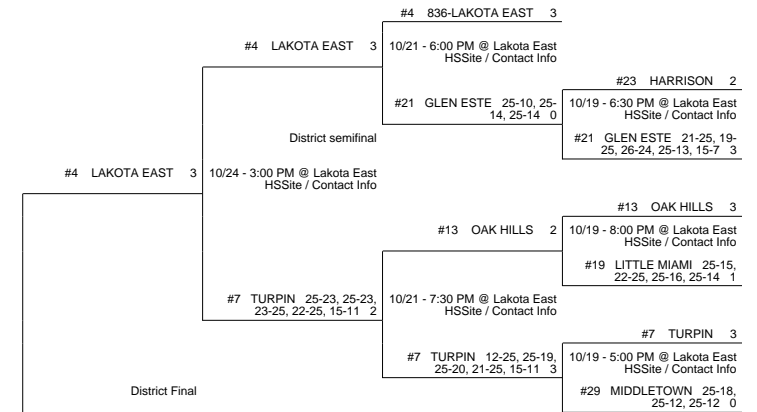 #4 836-LAKOTA EAST 3
#4 LAKOTA EAST 3
10/21 - 6:00 PM @ Lakota East
HSSite / Contact Info
#23 HARRISON 2
#21 GLEN ESTE 25-10, 25-
14, 25-14 0
10/19 - 6:30 PM @ Lakota East
HSSite / Contact Info
District semifinal
#21 GLEN ESTE 21-25, 19-
25, 26-24, 25-13, 15-7 3
#4 LAKOTA EAST 3
10/24 - 3:00 PM @ Lakota East
HSSite / Contact Info
#13 OAK HILLS 3
#13 OAK HILLS 2
10/19 - 8:00 PM @ Lakota East
HSSite / Contact Info
#19 LITTLE MIAMI 25-15,
22-25, 25-16, 25-14 1
#7 TURPIN 25-23, 25-23,
23-25, 22-25, 15-11 2
10/21 - 7:30 PM @ Lakota East
HSSite / Contact Info
#7 TURPIN 3
#7 TURPIN 12-25, 25-19,
25-20, 21-25, 15-11 3
10/19 - 5:00 PM @ Lakota East
HSSite / Contact Info
District Final
#29 MIDDLETOWN 25-18,
25-12, 25-12 0